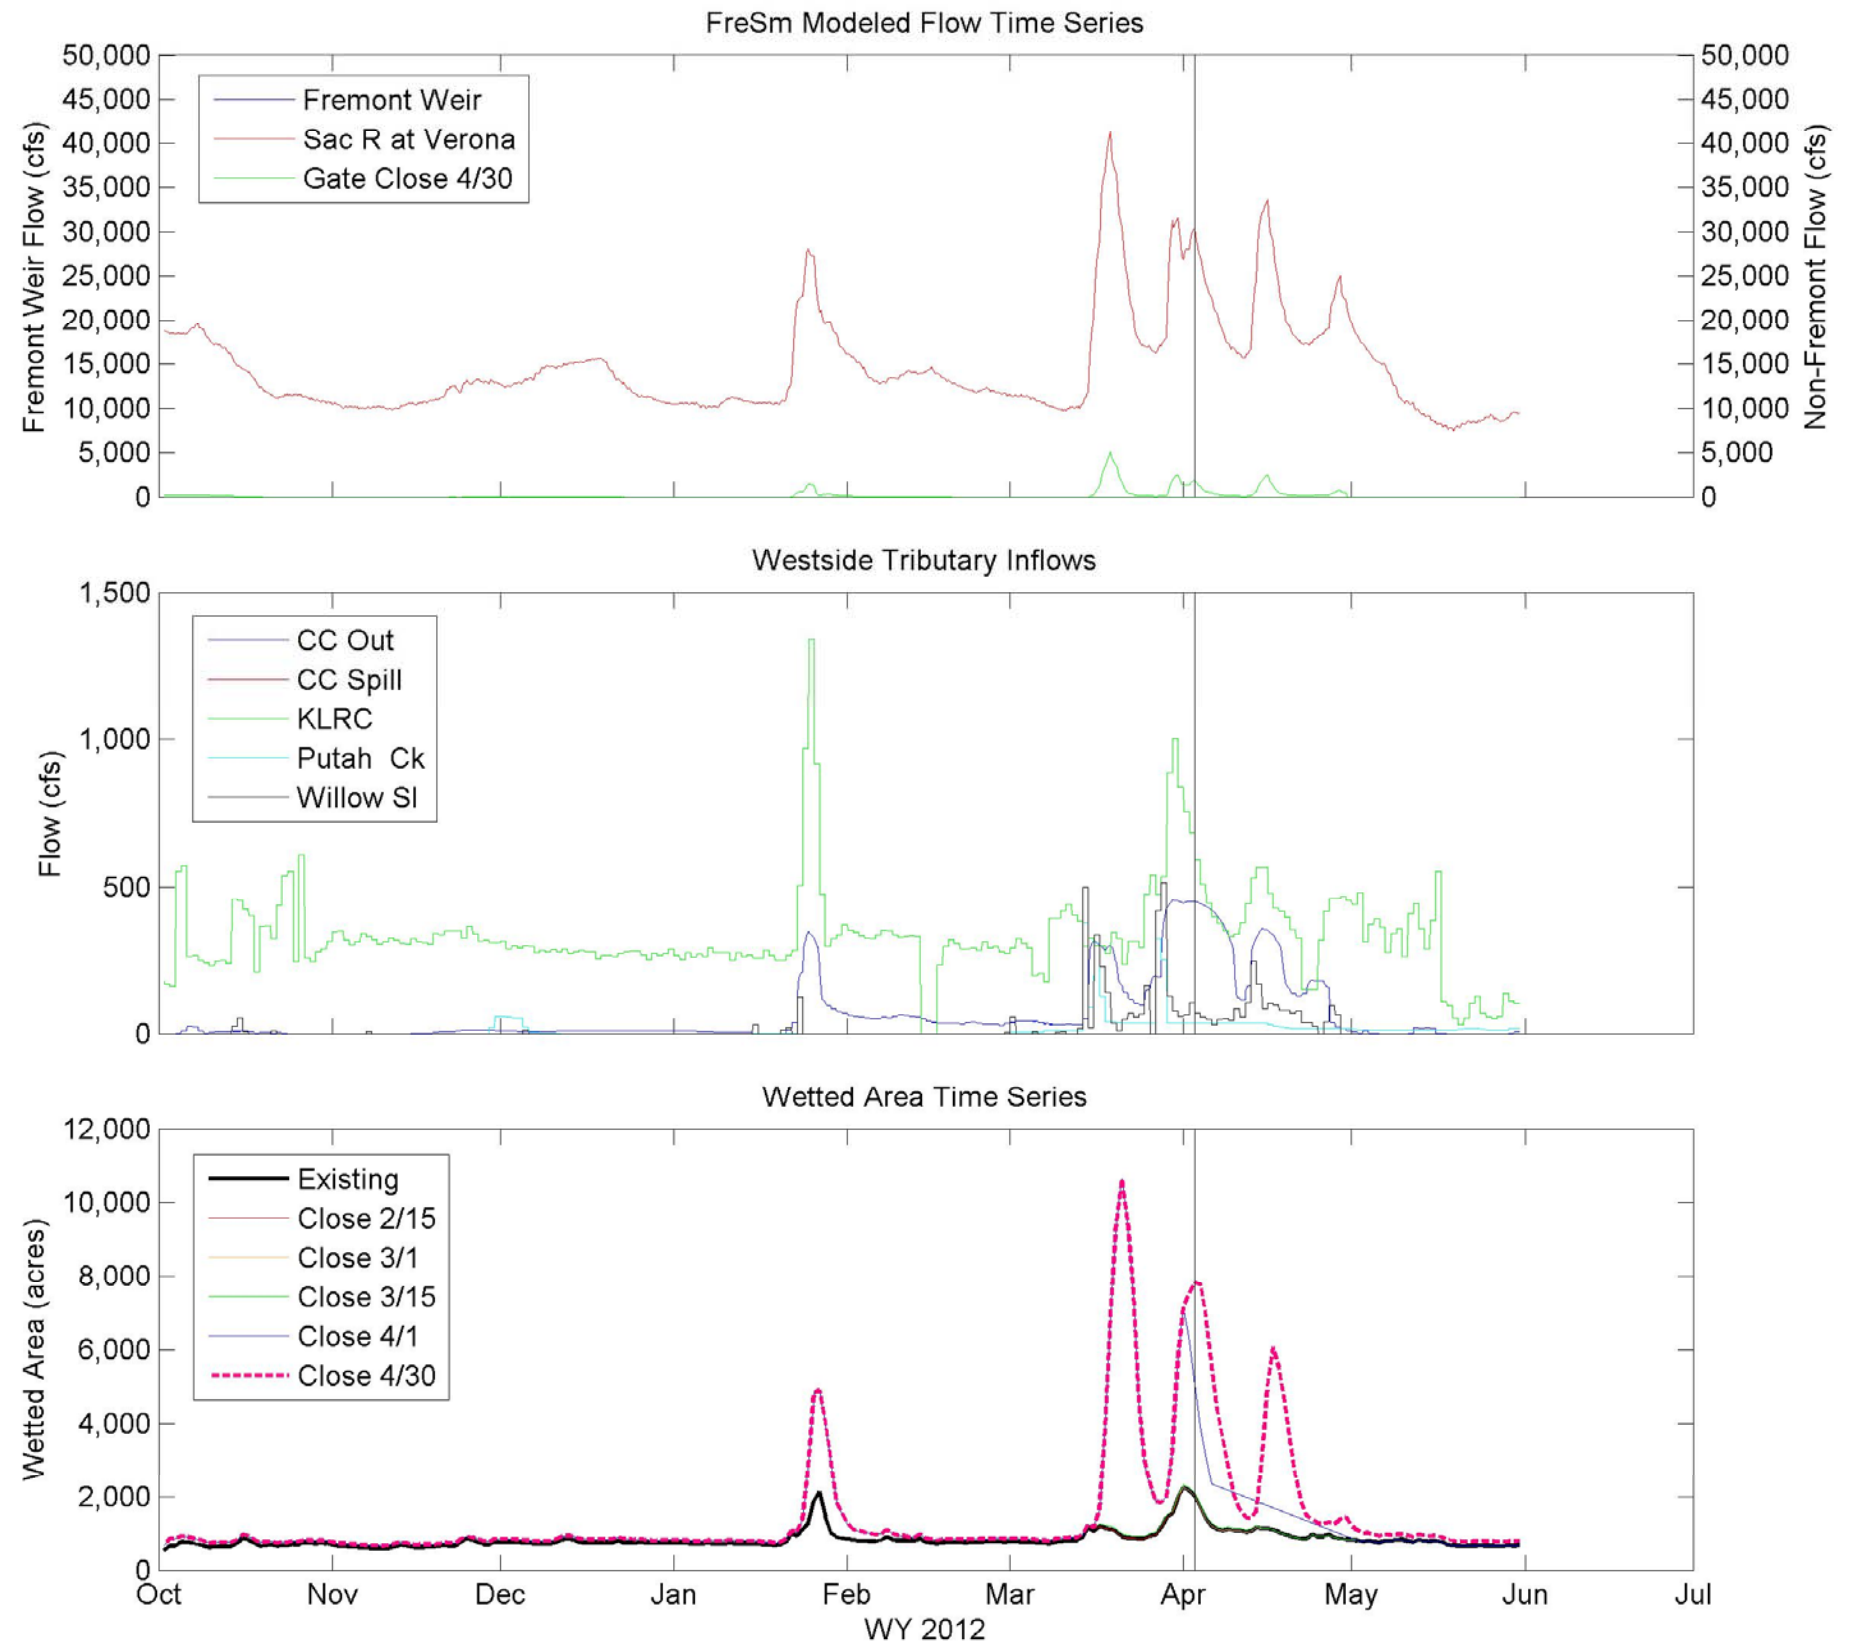 FreSm Modeled Flow Time Series
50,000
45,000
40,000
35,000
30,000
25,000
20,000
15,000
10,000
5,000
0
Fremont Weir Flow (cfs)
Fremont Weir
Sac R at Verona
Gate Close 4/30
50,000
45,000
40,000
35,000
30,000
25,000
20,000
15,000
10,000
5,000
0
Non-Fremont Flow (cfs)
Westside Tributary Inflows
1,500
1,000
500
0
Flow (cfs)
CC Out
CC Spill
KLRC
Putah Ck
Willow Sl
Wetted Area Time Series
12,000
10,000
8,000
6,000
4,000
2,000
0
Wetted Area (acres)
Existing
Close 2/15
Close 3/1
Close 3/15
Close 4/1
Close 4/30
Oct Nov Dec Jan Feb Mar Apr May Jun Jul
WY 2012